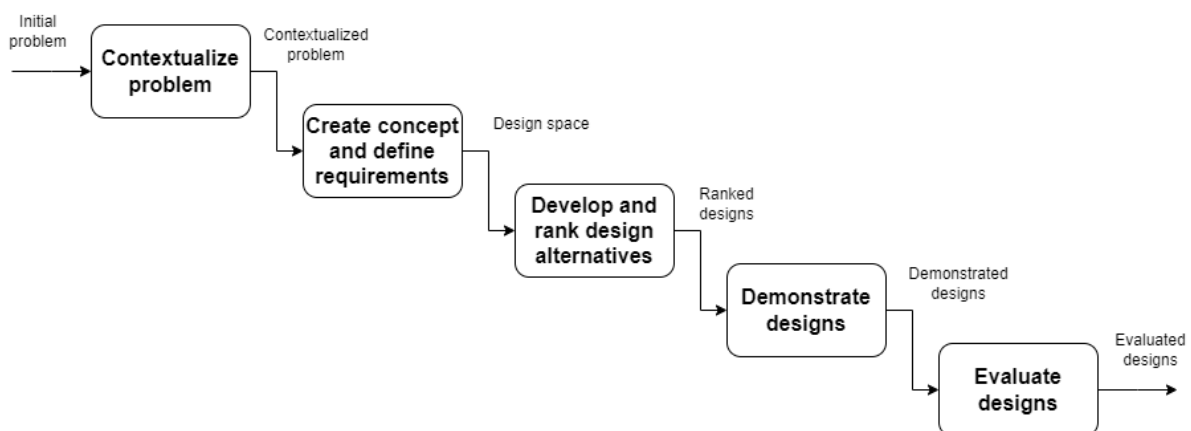 Initial
problem
Contextualize
problem
Contextualized
problem
Create concept
and define
requirements
Design space
Develop and
rank design
alternatives
Ranked
designs
Demonstrate
designs
Demonstrated
designs
Evaluate
designs
Evaluated
designs